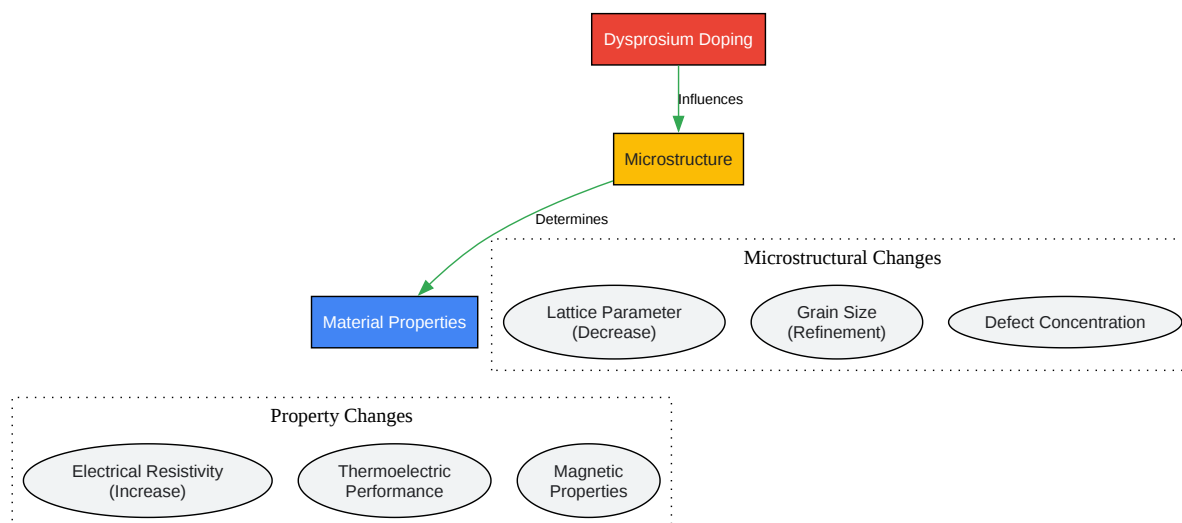 Dysprosium Doping
Influences
Microstructure
Determines
Microstructural Changes
Material Properties
Lattice Parameter
(Decrease)
Grain Size
(Refinement)
Defect Concentration
Property Changes
Electrical Resistivity
(Increase)
Thermoelectric
Performance
Magnetic
Properties